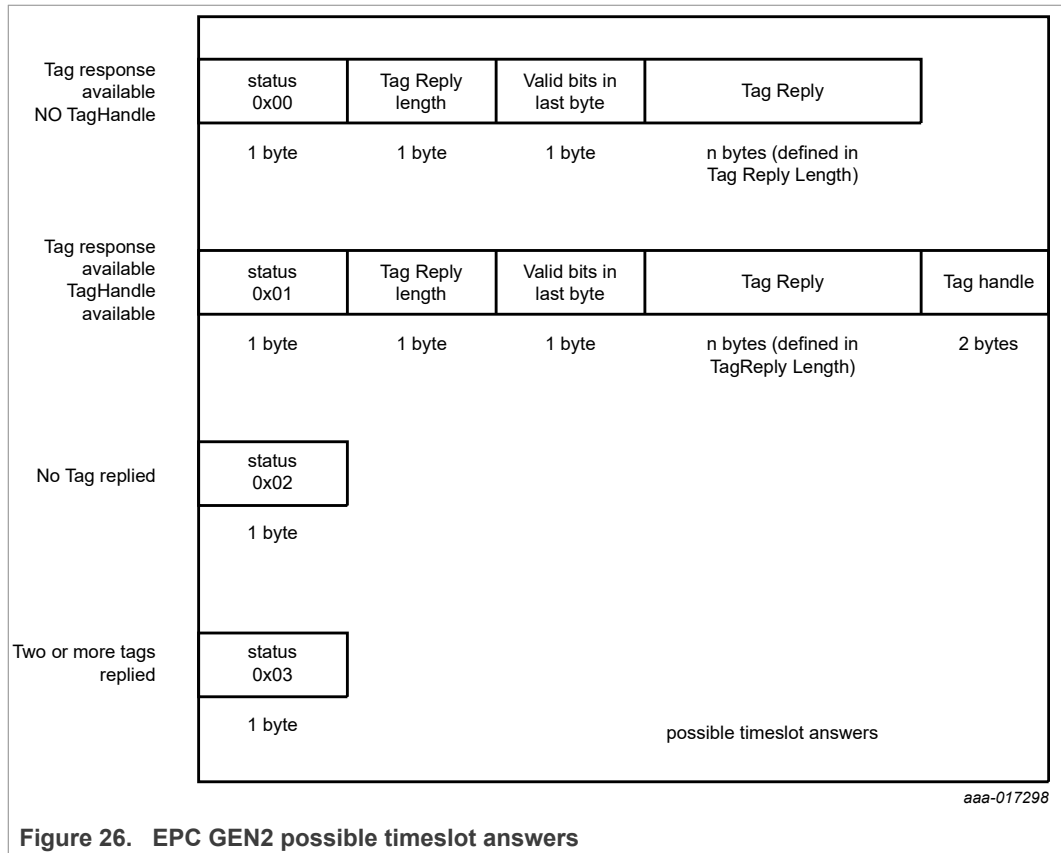 Tag response
available
NO TagHandle
status
0x00
Tag Reply
length
Valid bits in
last byte
Tag Reply
1 byte
1 byte
1 byte
n bytes (defined in
Tag Reply Length)
Tag response
available
TagHandle
available
status
0x01
Tag Reply
length
Valid bits in
last byte
Tag Reply
Tag handle
1 byte
1 byte
1 byte
n bytes (defined in
TagReply Length)
2 bytes
No Tag replied
status
0x02
1 byte
Two or more tags
replied
status
0x03
1 byte
possible timeslot answers
aaa-017298
Figure 26. EPC GEN2 possible timeslot answers